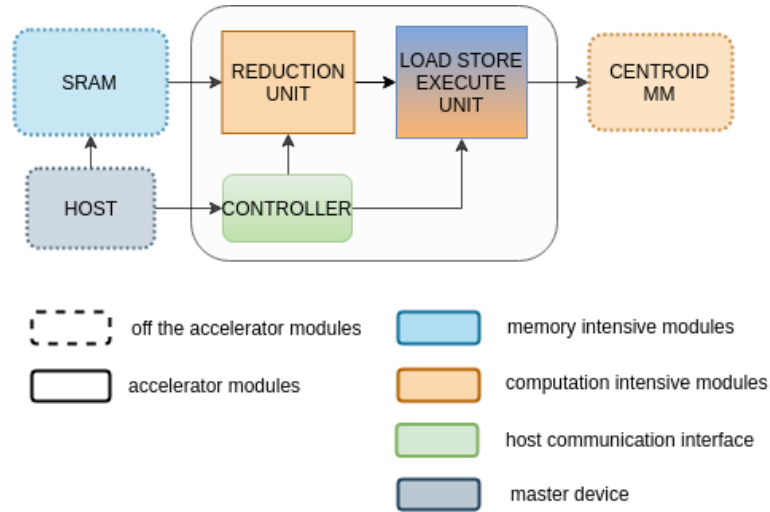 SRAM
REDUCTION
UNIT
LOAD STORE
EXECUTE
UNIT
CENTROID
MM
HOST
CONTROLLER
off the accelerator modules
memory intensive modules
accelerator modules
computation intensive modules
host communication interface
master device